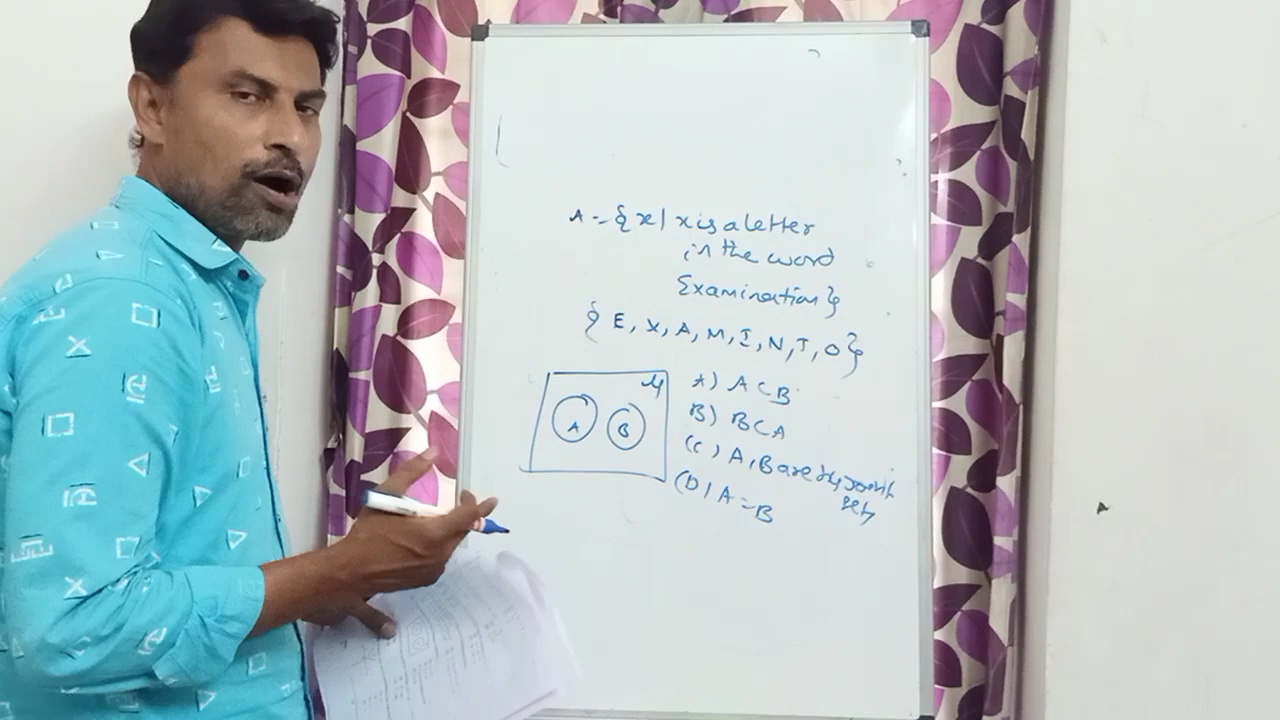 A = {x | x is a letter
in the word
Examination}
{E, X, A, M, I, N, T, O}
μ
A B
A) A ⊂ B
B) B ⊂ A
(C) A, B are disjoint
sets
(D) A = B